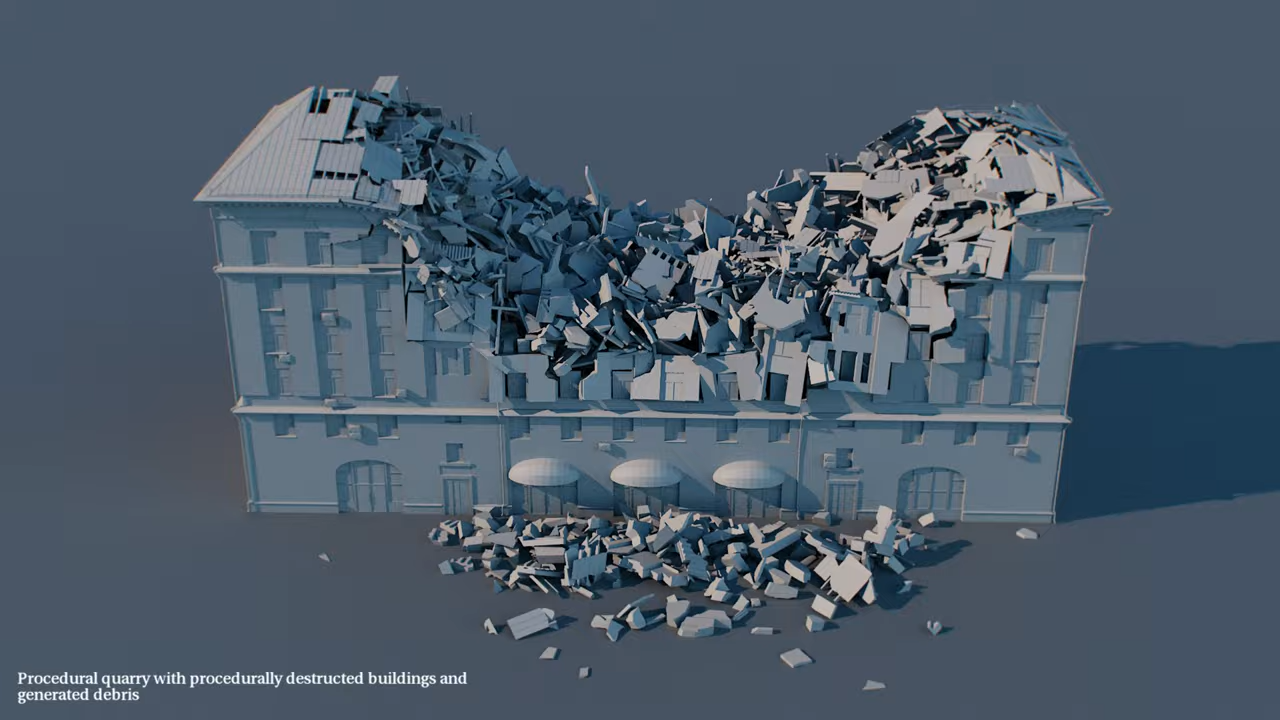 Procedural quarry with procedurally destructed buildings and
generated debris